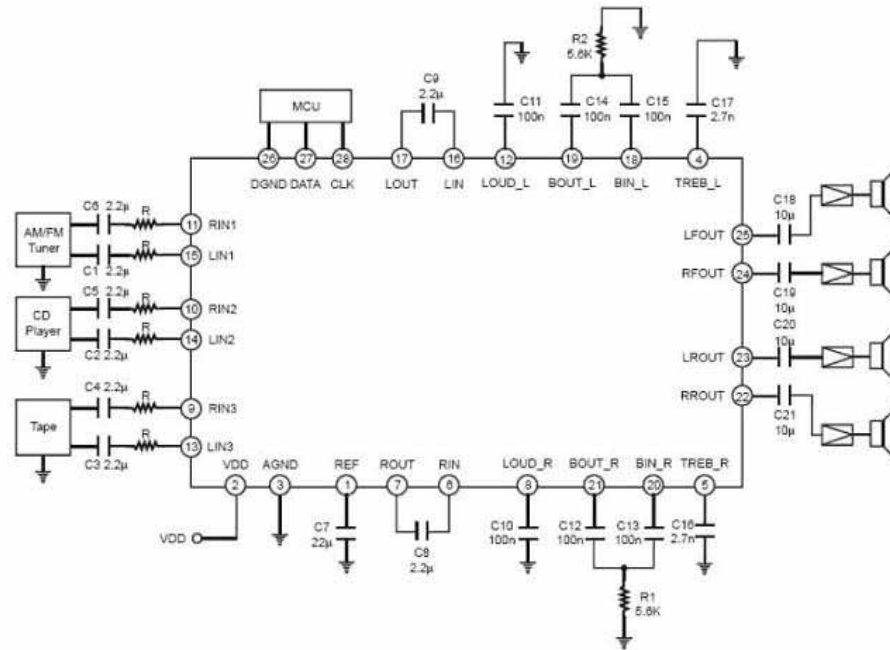 R2
5.6K
C9
2.2µ
C11
100n
C14
100n
C15
100n
C17
2.7n
MCU
26
27
28
17
16
12
19
18
4
DGND
DATA
CLK
LOUT
LIN
LOUD_L
BOUT_L
BIN_L
TREB_L
C6 2.2µ
R
11
RIN1
AM/FM
Tuner
R
15
LIN1
C1 2.2µ
C5 2.2µ
R
10
RIN2
CD
Player
R
14
LIN2
C2 2.2µ
C4 2.2µ
R
9
RIN3
Tape
R
13
LIN3
C3 2.2µ
C18
10µ
LFOUT
25
RFOUT
24
C19
10µ
C20
10µ
LROUT
23
RROUT
22
C21
10µ
VDD
AGND
REF
ROUT
RIN
LOUD_R
BOUT_R
BIN_R
TREB_R
2
3
1
7
6
8
21
20
5
VDD
C7
22µ
C8
2.2µ
C10
100n
C12
100n
C13
100n
C16
2.7n
R1
5.6K